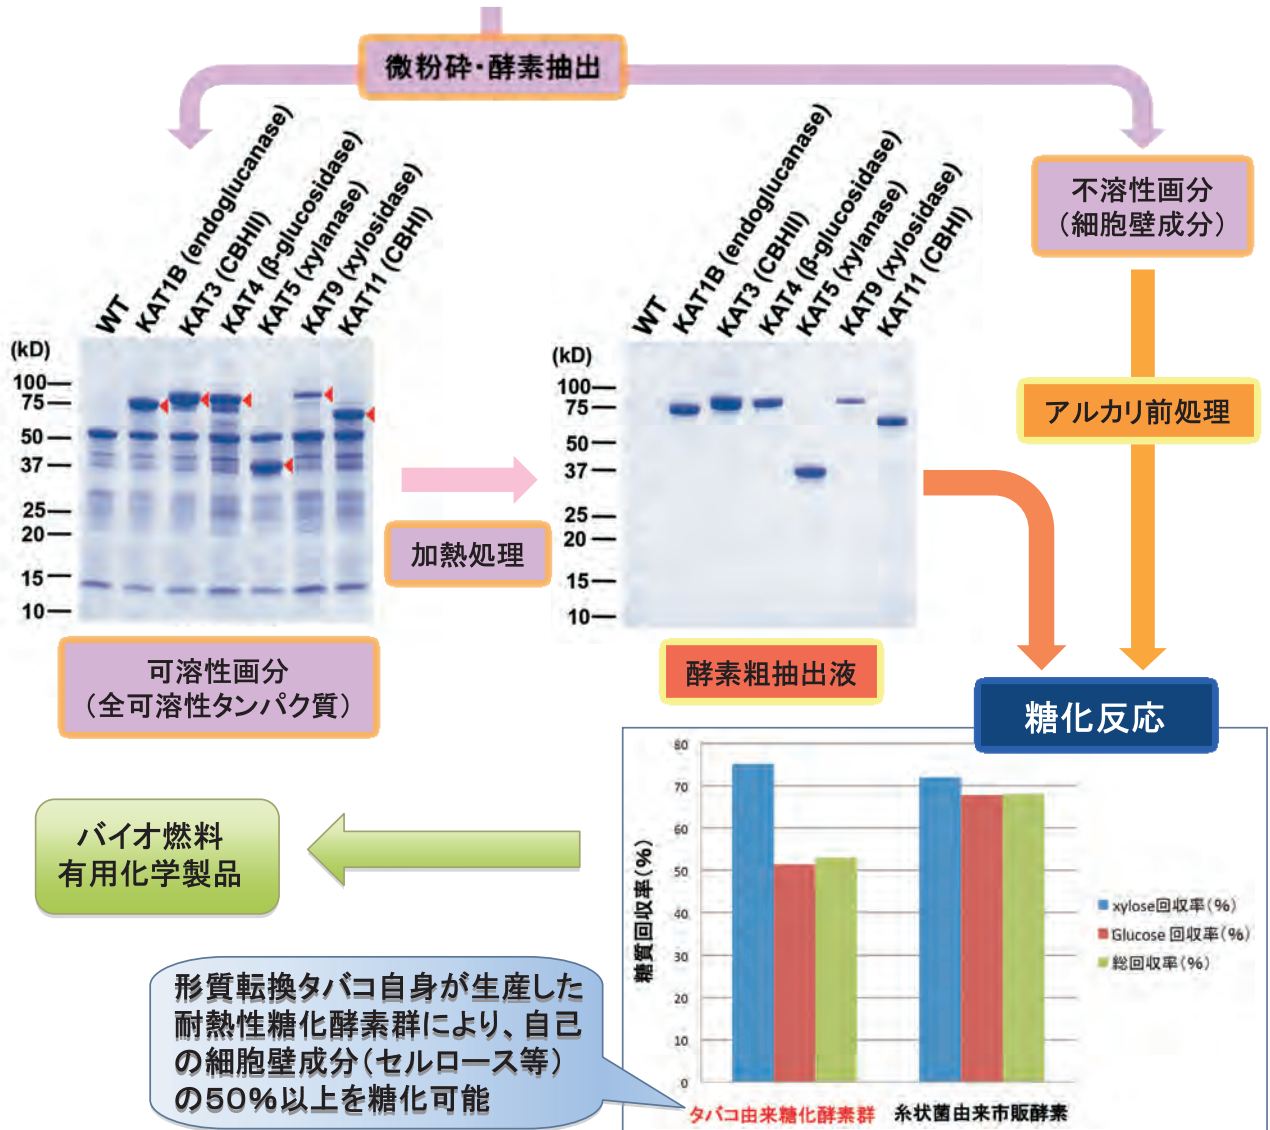 微粉砕・酵素抽出
WT
KAT1B (endoglucanase)
KAT3 (CBHII)
KAT4 (β-glucosidase)
KAT5 (xylanase)
KAT9 (xylosidase)
KAT11 (CBHI)
(kD)
100
75
50
37
25
20
15
10
可溶性画分
（全可溶性タンパク質）
加熱処理
WT
KAT1B (endoglucanase)
KAT3 (CBHII)
KAT4 (β-glucosidase)
KAT5 (xylanase)
KAT9 (xylosidase)
KAT11 (CBHI)
(kD)
100
75
50
37
25
20
15
10
酵素粗抽出液
不溶性画分
（細胞壁成分）
アルカリ前処理
糖化反応
糖質回収率（%）
80
70
60
50
40
30
20
10
0
タバコ由来糖化酵素群
糸状菌由来市販酵素
xylose回収率（%）
Glucose 回収率（%）
総回収率（%）
バイオ燃料
有用化学製品
形質転換タバコ自身が生産した
耐熱性糖化酵素群により、自己
の細胞壁成分（セルロース等）
の50％以上を糖化可能